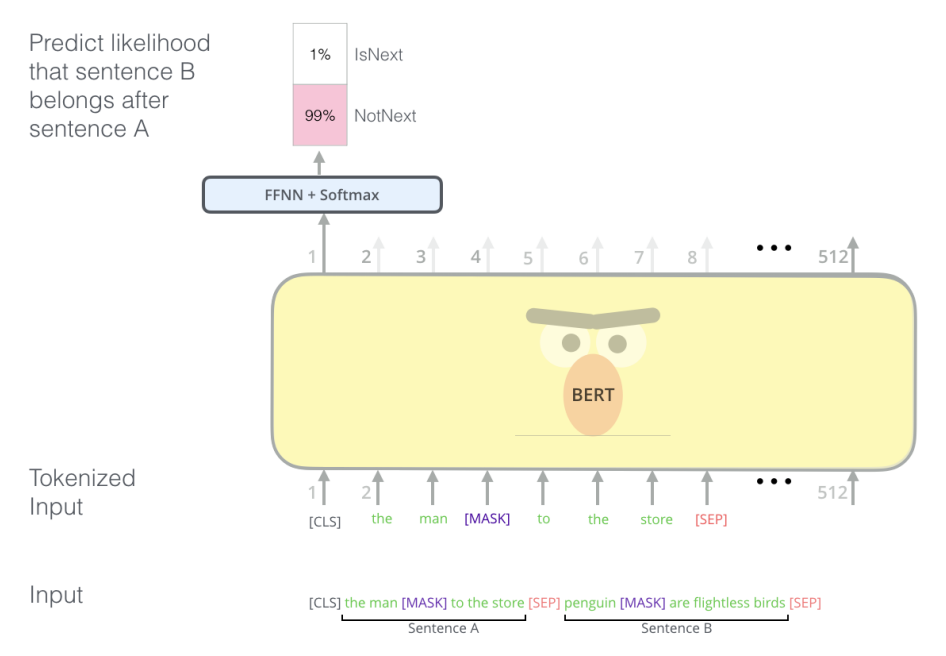 Predict likelihood
that sentence B
belongs after
sentence A
1% IsNext
99% NotNext
FFNN + Softmax
1 2 3 4 5 6 7 8 ••• 512
BERT
Tokenized
Input
1 2 ••• 512
[CLS] the man [MASK] to the store [SEP]
Input
[CLS] the man [MASK] to the store [SEP] penguin [MASK] are flightless birds [SEP]
Sentence A Sentence B